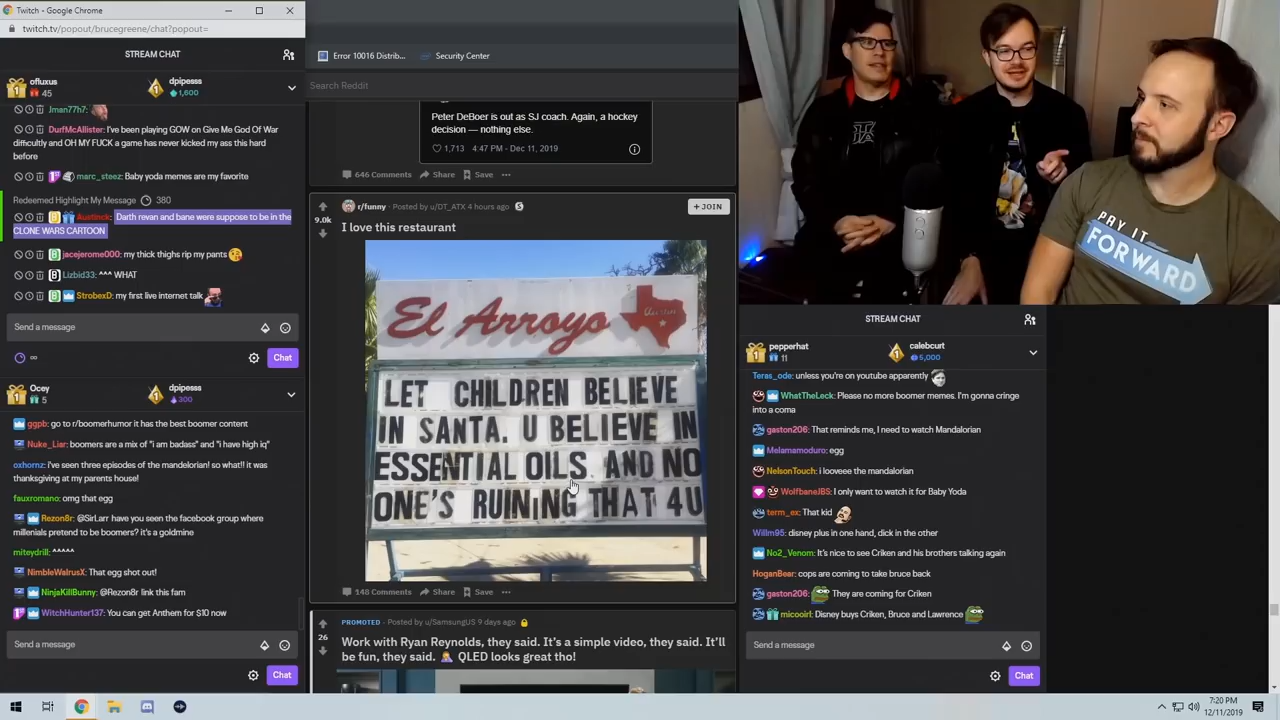 Twitch - Google Chrome
twitch.tv/popout/brucegreene/chat?popout=
STREAM CHAT
ofluxus
45
dpipesss
1,600
Jman77h7:
DurfMcAllister: I've been playing GOW on Give Me God Of War
difficultly and OH MY FUCK a game has never kicked my ass this hard
before
marc_steez: Baby yoda memes are my favorite
Redeemed Highlight My Message 380
Austinck: Darth revan and bane were suppose to be in the
CLONE WARS CARTOON
jacejerome000: my thick thighs rip my pants
Lizbid33: ^^^ WHAT
StrobexD: my first live internet talk
Send a message
∞
Chat
Ocey
5
dpipesss
300
ggpb: go to r/boomerhumor it has the best boomer content
Nuke_Liar: boomers are a mix of "i am badass" and "i have high iq"
oxhornz: i've seen three episodes of the mandelorian! so what!! it was
thanksgiving at my parents house!
fauxromano: omg that egg
Rezon8r: @SirLarr have you seen the facebook group where
millenials pretend to be boomers? it's a goldmine
miteydrill: ^^^^^
NimbleWalrusX: That egg shot out!
NinjaKillBunny: @Rezon8r link this fam
WitchHunter137: You can get Anthem for $10 now
Send a message
Chat
Error 10016 Distrib...
Security Center
Search Reddit
Peter DeBoer is out as SJ coach. Again, a hockey
decision — nothing else.
1,713 4:47 PM - Dec 11, 2019
646 Comments Share Save
9.0k
r/funny · Posted by u/DT_ATX 4 hours ago
+ JOIN
I love this restaurant
El Arroyo
Austin
LET CHILDREN BELIEVE
IN SANTA. U BELIEVE IN
ESSENTIAL OILS, AND NO
ONE'S RUINING THAT 4U
148 Comments Share Save
26
PROMOTED · Posted by u/SamsungUS 9 days ago
Work with Ryan Reynolds, they said. It's a simple video, they said. It'll
be fun, they said. QLED looks great tho!
PAY IT
FORWARD
STREAM CHAT
pepperhat
11
calebcurt
5,000
Teras_ode: unless you're on youtube apparently
WhatTheLeck: Please no more boomer memes. I'm gonna cringe
into a coma
gaston206: That reminds me, I need to watch Mandalorian
Melamamoduro: egg
NelsonTouch: i looveee the mandalorian
WolfbaneJBS: I only want to watch it for Baby Yoda
term_ex: That kid
Willm95: disney plus in one hand, dick in the other
No2_Venom: It's nice to see Criken and his brothers talking again
HoganBear: cops are coming to take bruce back
gaston206: They are coming for Criken
micooirl: Disney buys Criken, Bruce and Lawrence
Send a message
Chat
7:20 PM
12/11/2019